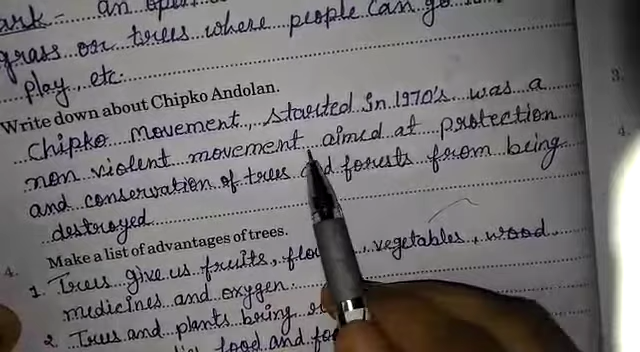 ark - an open
grass or trees where people can go
play, etc.
Write down about Chipko Andolan.
Chipko movement, started in 1970's was a
non violent movement aimed at protection
and conservation of trees and forests from being
destroyed
3.
4.
4. Make a list of advantages of trees.
1. Trees give us fruits, vegetables, wood
medicines and oxygen
2 Trees and plants bring
food and